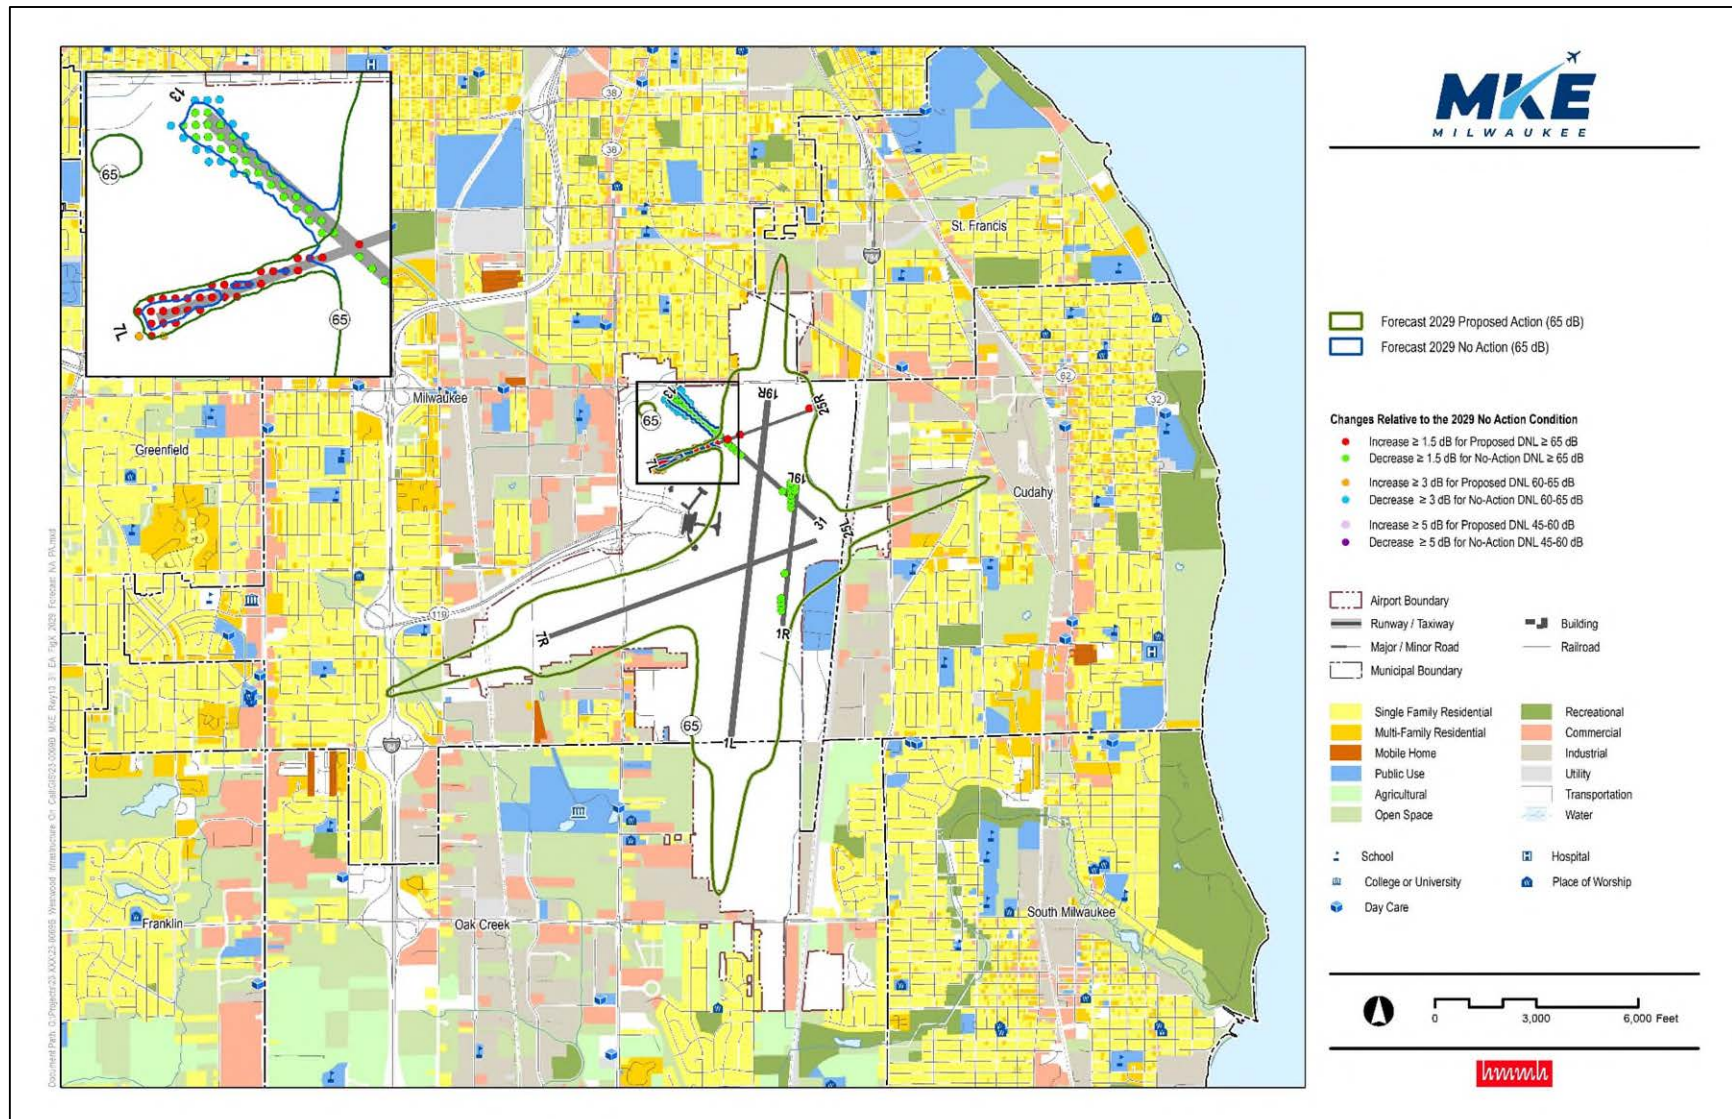 MKE
MILWAUKEE
13
65
7L
65
38
38
St. Francis
794
Milwaukee
62
32
Greenfield
13
65
7L
19R
25R
19L
31
25L
Cudahy
119
7R
1R
65
1L
Franklin
Oak Creek
South Milwaukee
Forecast 2029 Proposed Action (65 dB)
Forecast 2029 No Action (65 dB)
Changes Relative to the 2029 No Action Condition
Increase ≥ 1.5 dB for Proposed DNL ≥ 65 dB
Decrease ≥ 1.5 dB for No-Action DNL ≥ 65 dB
Increase ≥ 3 dB for Proposed DNL 60-65 dB
Decrease ≥ 3 dB for No-Action DNL 60-65 dB
Increase ≥ 5 dB for Proposed DNL 45-60 dB
Decrease ≥ 5 dB for No-Action DNL 45-60 dB
Airport Boundary
Runway / Taxiway
Building
Major / Minor Road
Railroad
Municipal Boundary
Single Family Residential
Recreational
Multi-Family Residential
Commercial
Mobile Home
Industrial
Public Use
Utility
Agricultural
Transportation
Open Space
Water
School
H Hospital
College or University
Place of Worship
Day Care
0 3,000 6,000 Feet
hmmh